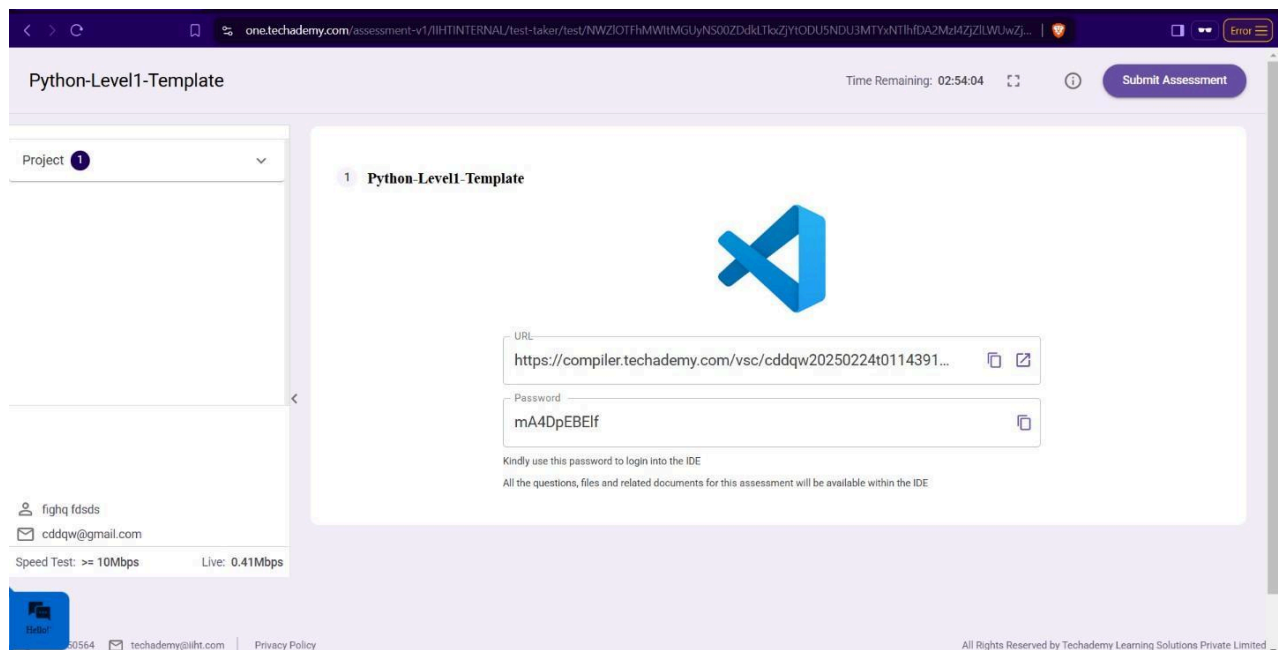 one.techademy.com/assessment-v1/IIHTINTERNAL/test-taker/test/
Error
Python-Level1-Template
Time Remaining: 02:54:04
Submit Assessment
Project 1
1 Python-Level1-Template
URL
https://compiler.techademy.com/vsc/cddqw20250224t0114391...
Password
mA4DpEBElf
Kindly use this password to login into the IDE
All the questions, files and related documents for this assessment will be available within the IDE
fighq fdsds
cddqw@gmail.com
Speed Test: >= 10Mbps Live: 0.41Mbps
Hello!
50564 techademy@iiht.com | Privacy Policy
All Rights Reserved by Techademy Learning Solutions Private Limited